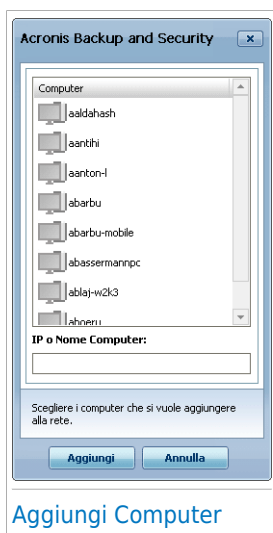 Acronis Backup and Security
Computer
aaldahash
aantihi
aanton-l
abarbu
abarbu-mobile
abassermannpc
ablaj-w2k3
aboeru
IP o Nome Computer:
Scegliere i computer che si vuole aggiungere
alla rete.
Aggiungi Annulla
Aggiungi Computer